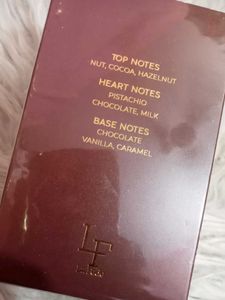 TOP NOTES
NUT, COCOA, HAZELNUT
HEART NOTES
PISTACHIO
CHOCOLATE, MILK
BASE NOTES
CHOCOLATE
VANILLA, CARAMEL
LF